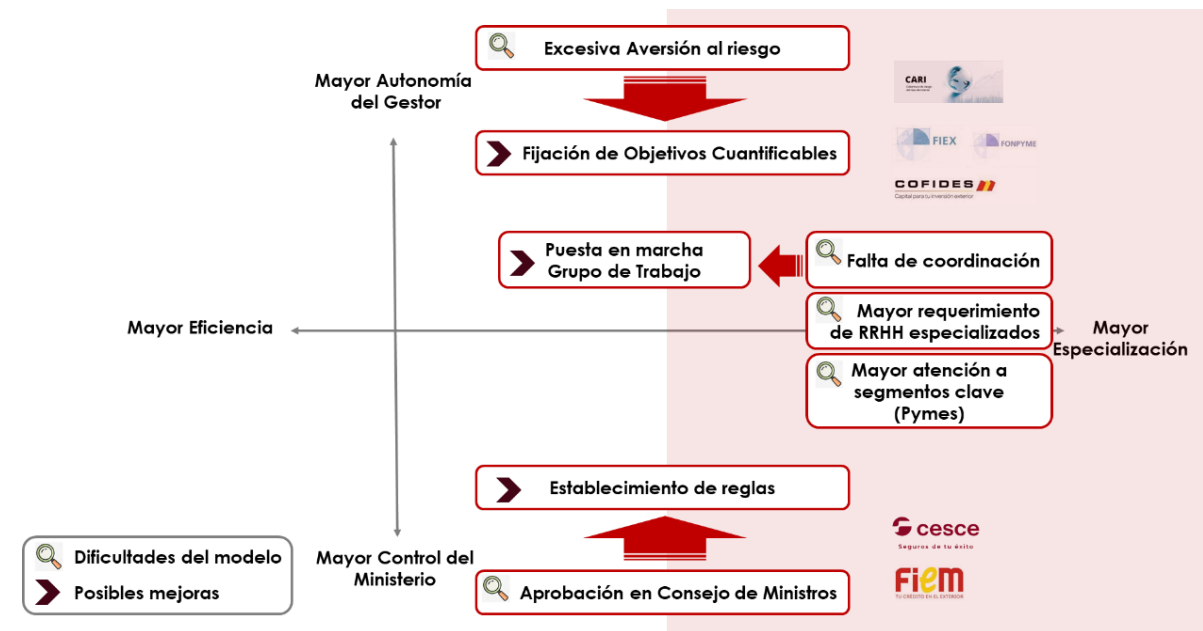 Excesiva Aversión al riesgo
Mayor Autonomía
del Gestor
CARI
Fijación de Objetivos Cuantificables
FIEX
FONPYME
COFIDES
Capital para tu inversión exterior
Puesta en marcha
Grupo de Trabajo
Falta de coordinación
Mayor Eficiencia
Mayor requerimiento
de RRHH especializados
Mayor
Especialización
Mayor atención a
segmentos clave
(Pymes)
Establecimiento de reglas
cesce
Seguros de tu éxito
Dificultades del modelo
Posibles mejoras
Mayor Control del
Ministerio
Aprobación en Consejo de Ministros
Fiem
TU CRÉDITO EN EL EXTERIOR